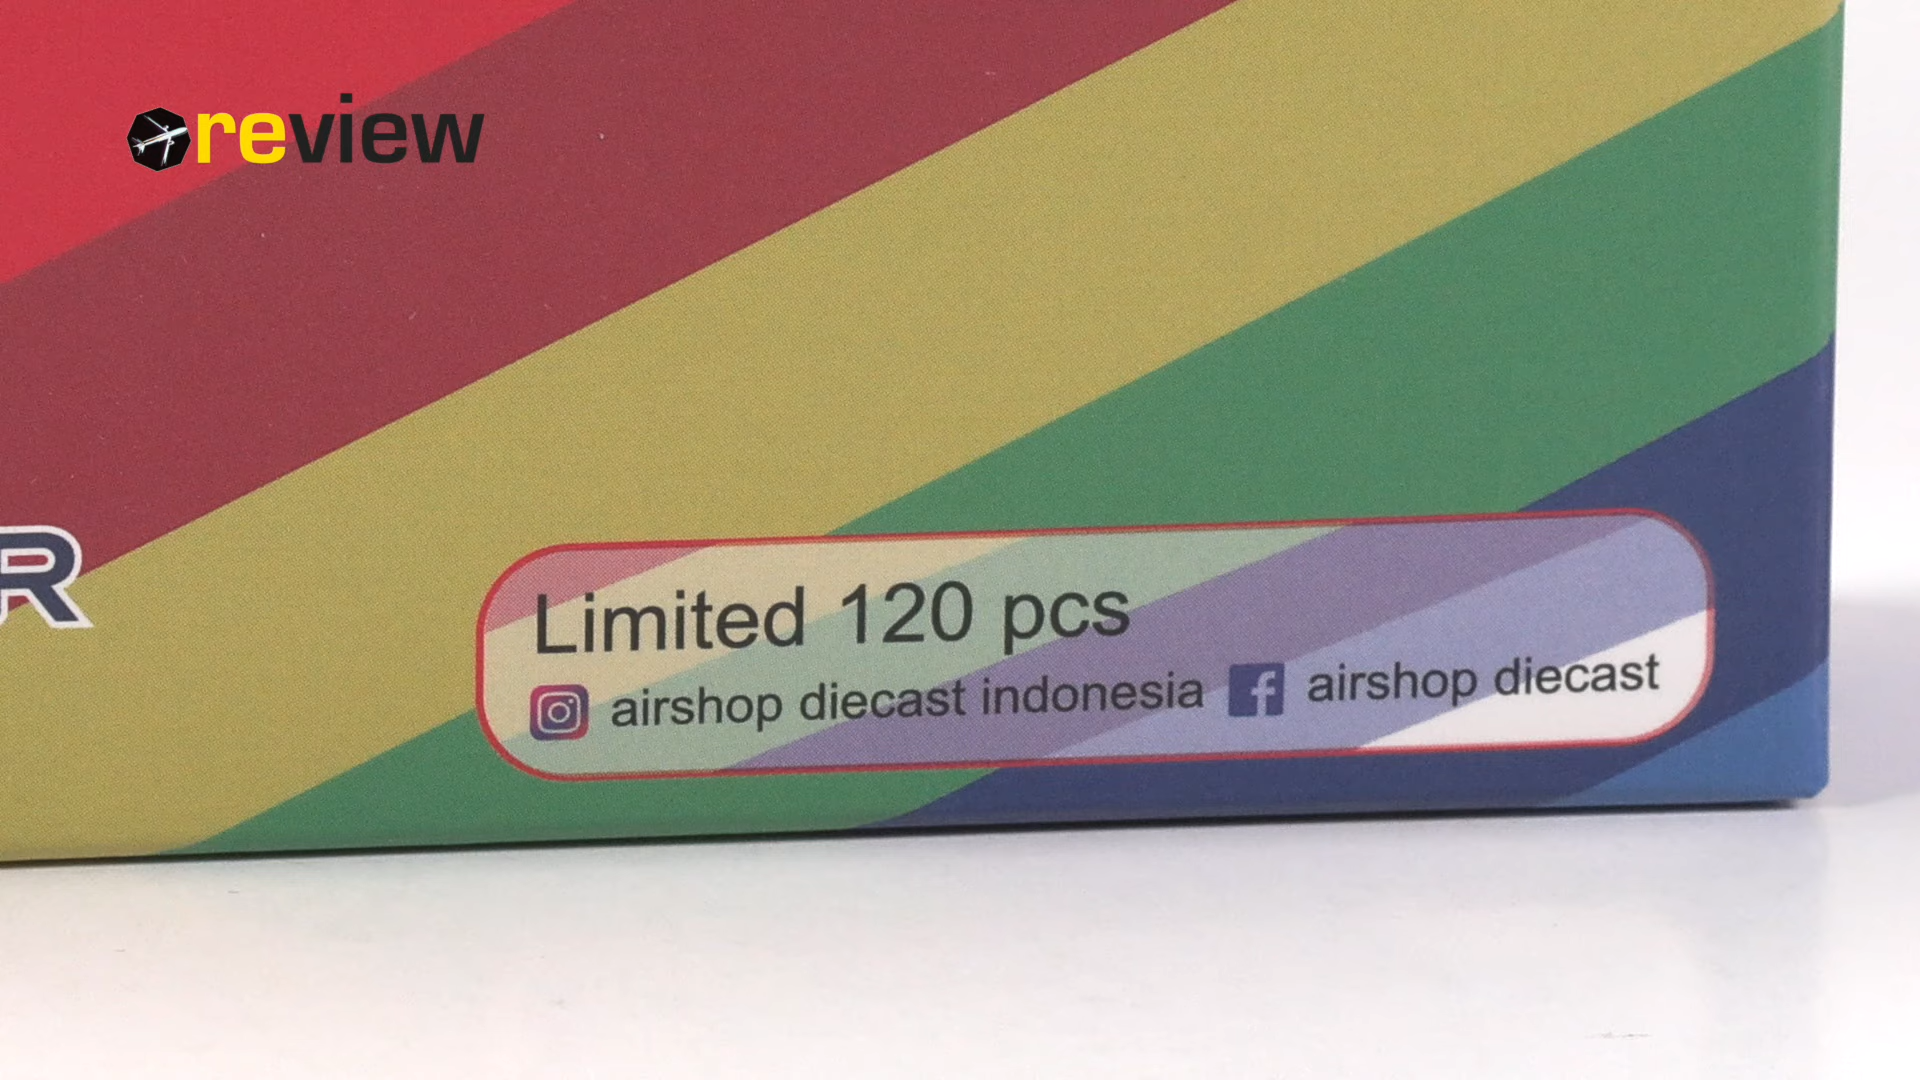 review
R
Limited 120 pcs
airshop diecast indonesia
airshop diecast